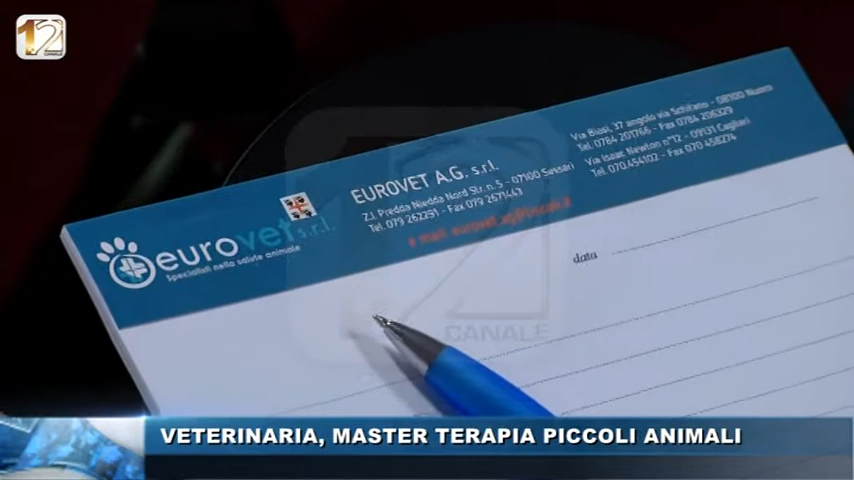 12
CANALE
eurovet s.r.l.
Specialisti nella salute animale
EUROVET A.G. s.r.l.
Z.I. Predda Niedda Nord Str. n. 5 - 07100 Sassari
Tel. 079 262291 - Fax 079 2671443
e mail: eurovet.ag@tiscali.it
Via Biasi, 37 angolo via Schifano - 08100 Nuoro
Tel. 0784 201766 - Fax 0784 206329
Via Isaac Newton n°12 - 09131 Cagliari
Tel. 070.454102 - Fax 070 458274
data
12
CANALE
VETERINARIA, MASTER TERAPIA PICCOLI ANIMALI